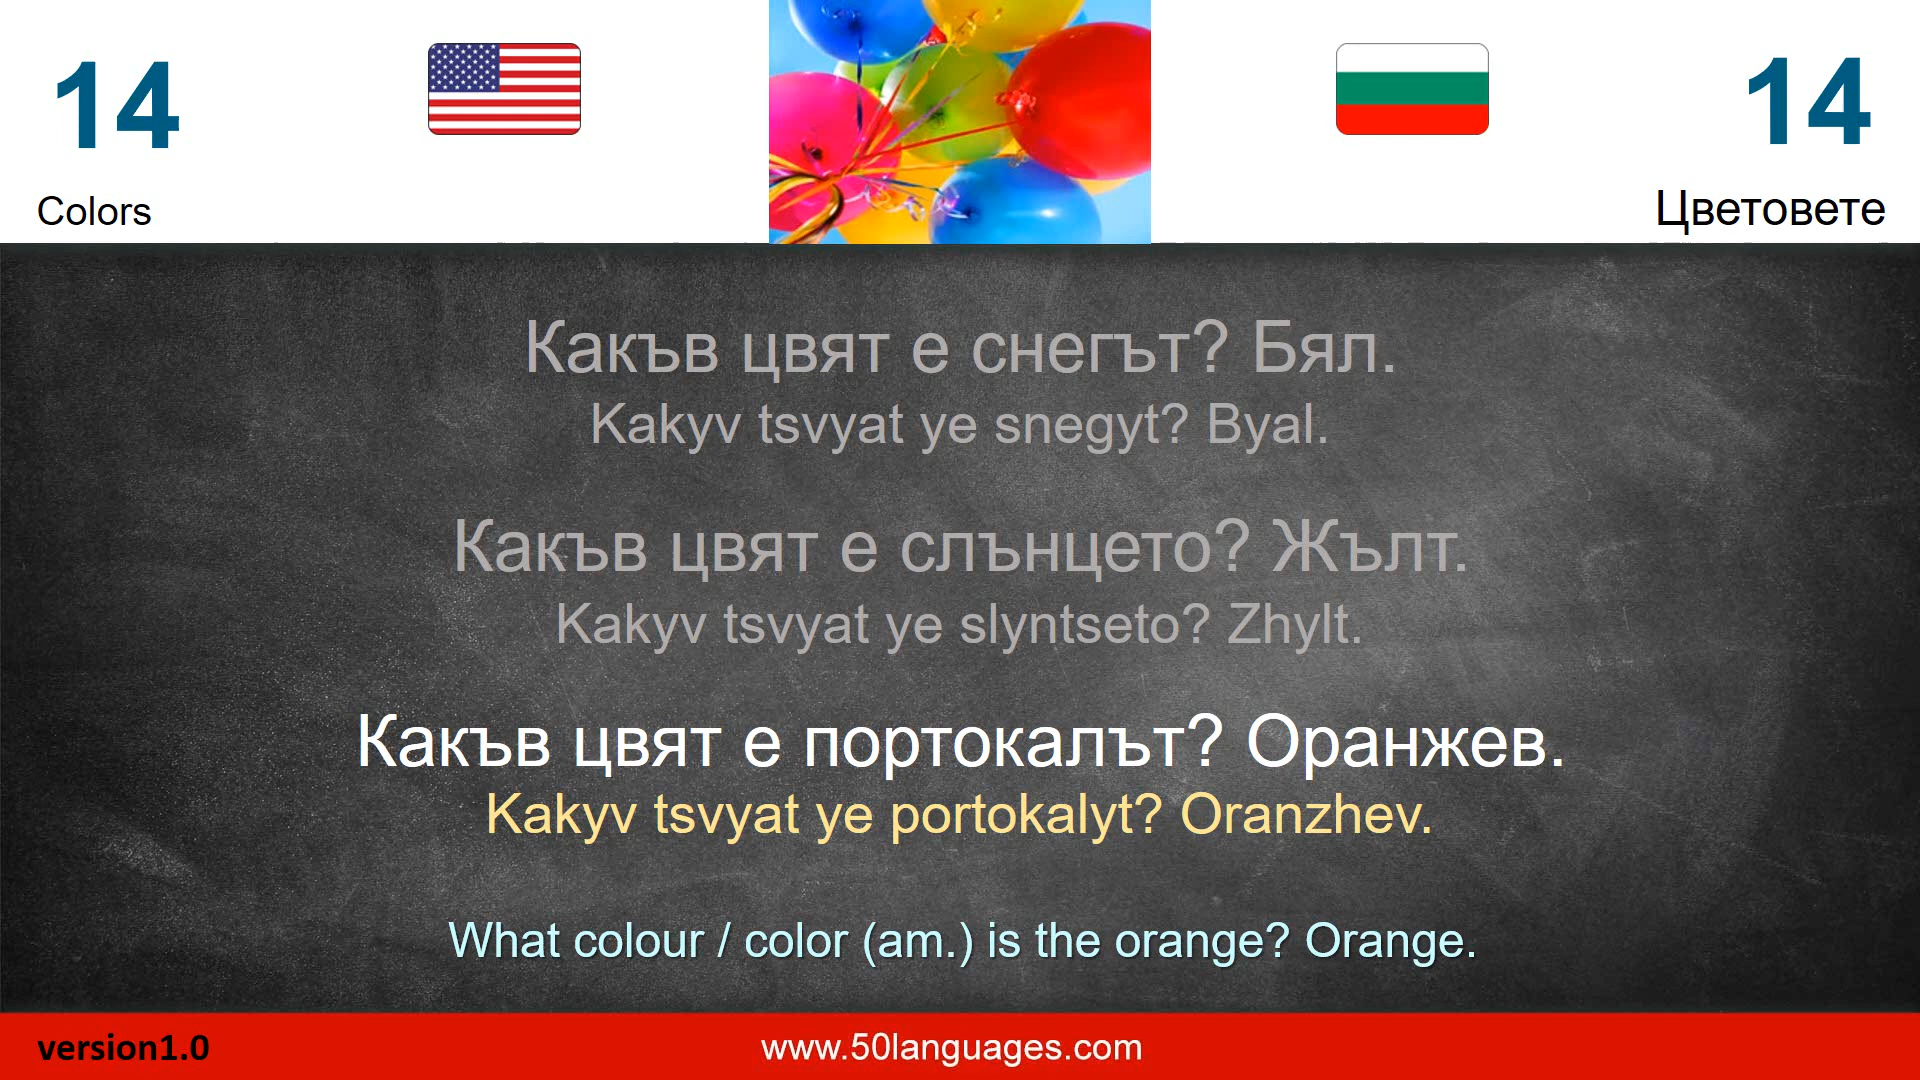 14
14
Colors
Цветовете
Какъв цвят е снегът? Бял.
Kakyv tsvyat ye snegyt? Byal.
Какъв цвят е слънцето? Жълт.
Kakyv tsvyat ye slyntseto? Zhylt.
Какъв цвят е портокалът? Оранжев.
Kakyv tsvyat ye portokalyt? Oranzhev.
What colour / color (am.) is the orange? Orange.
version1.0
www.50languages.com